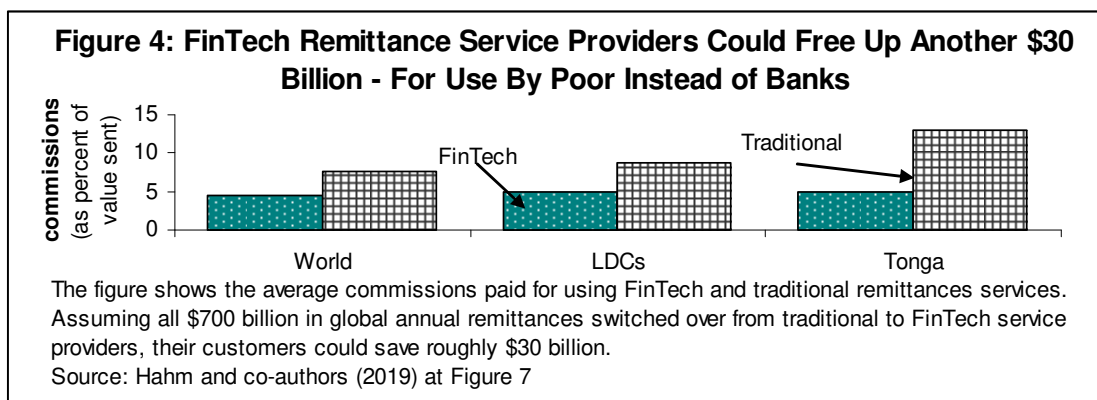 Figure 4: FinTech Remittance Service Providers Could Free Up Another $30
Billion - For Use By Poor Instead of Banks
commissions
(as percent of
value sent)
15
10
5
0
FinTech
Traditional
World
LDCs
Tonga
The figure shows the average commissions paid for using FinTech and traditional remittances services.
Assuming all $700 billion in global annual remittances switched over from traditional to FinTech service
providers, their customers could save roughly $30 billion.
Source: Hahm and co-authors (2019) at Figure 7